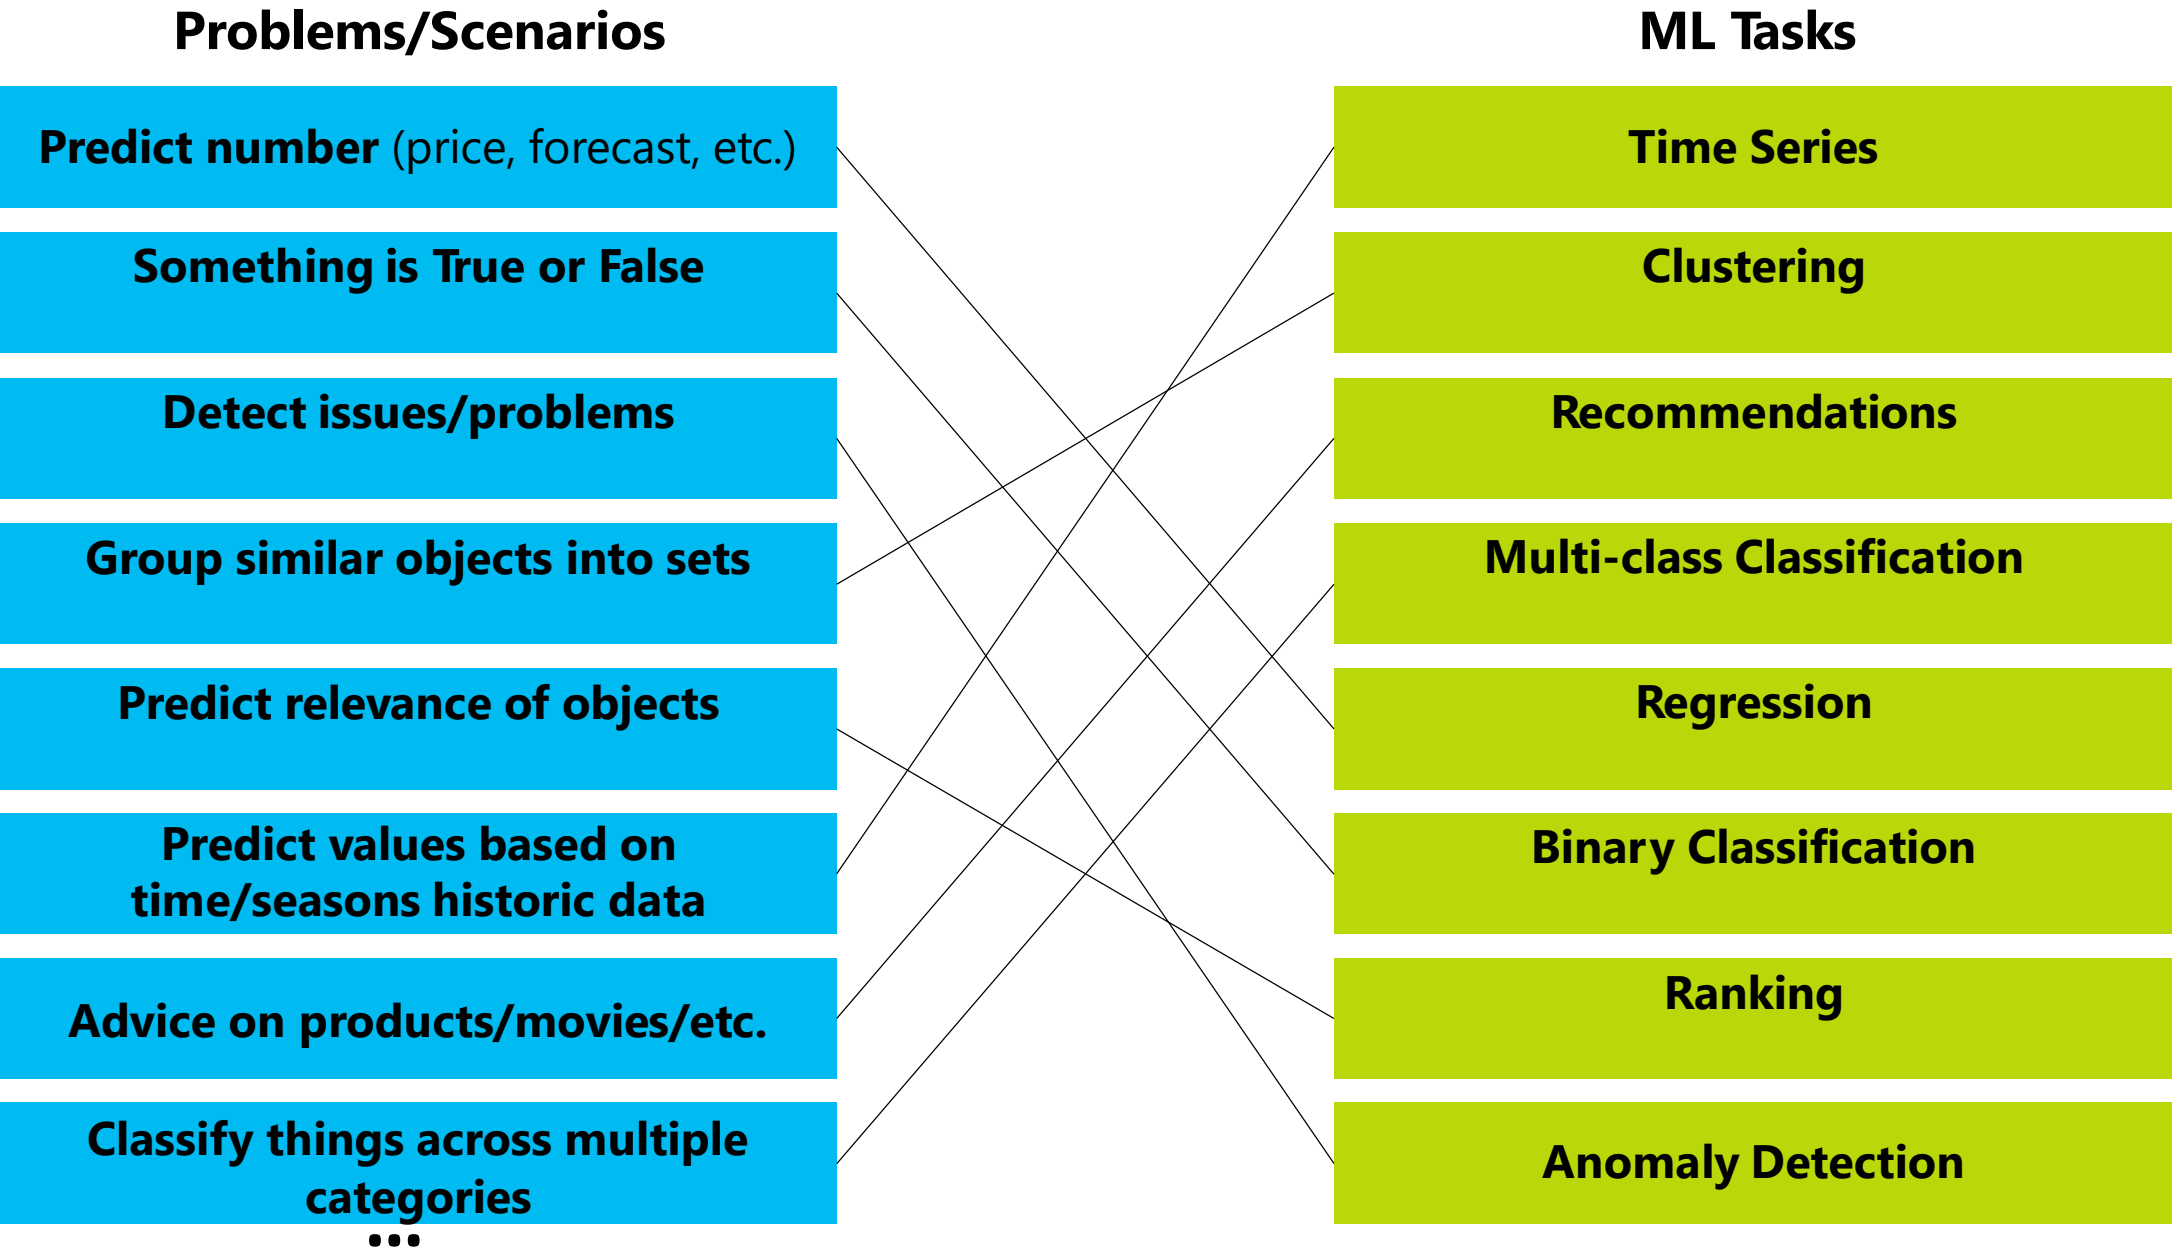 Problems/Scenarios
ML Tasks
Predict number (price, forecast, etc.)
Time Series
Something is True or False
Clustering
Detect issues/problems
Recommendations
Group similar objects into sets
Multi-class Classification
Predict relevance of objects
Regression
Predict values based on
time/seasons historic data
Binary Classification
Advice on products/movies/etc.
Ranking
Classify things across multiple
categories
Anomaly Detection
...